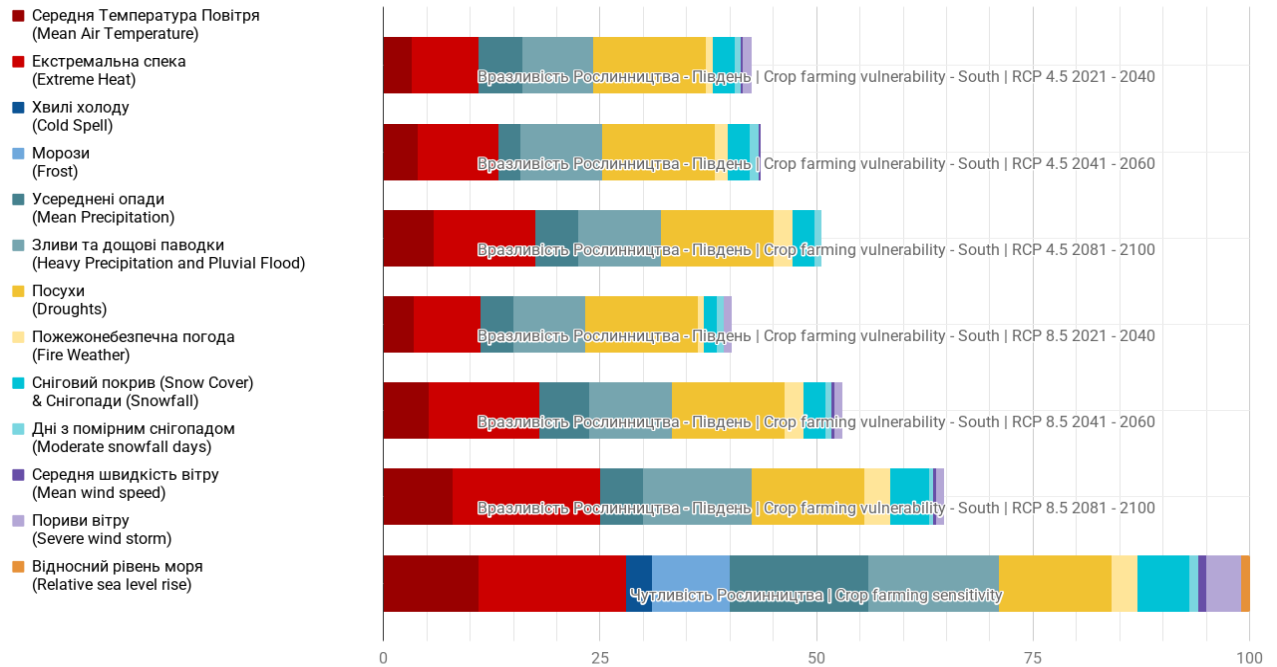 Середня Температура Повітря
(Mean Air Temperature)
Екстремальна спека
(Extreme Heat)
Хвилі холоду
(Cold Spell)
Морози
(Frost)
Усереднені опади
(Mean Precipitation)
Зливи та дощові паводки
(Heavy Precipitation and Pluvial Flood)
Посухи
(Droughts)
Пожежонебезпечна погода
(Fire Weather)
Сніговий покрив (Snow Cover)
& Снігопади (Snowfall)
Дні з помірним снігопадом
(Moderate snowfall days)
Середня швидкість вітру
(Mean wind speed)
Пориви вітру
(Severe wind storm)
Відносний рівень моря
(Relative sea level rise)
Вразливість Рослинництва - Південь | Crop farming vulnerability - South | RCP 4.5 2021 - 2040
Вразливість Рослинництва - Південь | Crop farming vulnerability - South | RCP 4.5 2041 - 2060
Вразливість Рослинництва - Південь | Crop farming vulnerability - South | RCP 4.5 2081 - 2100
Вразливість Рослинництва - Південь | Crop farming vulnerability - South | RCP 8.5 2021 - 2040
Вразливість Рослинництва - Південь | Crop farming vulnerability - South | RCP 8.5 2041 - 2060
Вразливість Рослинництва - Південь | Crop farming vulnerability - South | RCP 8.5 2081 - 2100
Чутливість Рослинництва | Crop farming sensitivity
0 25 50 75 100